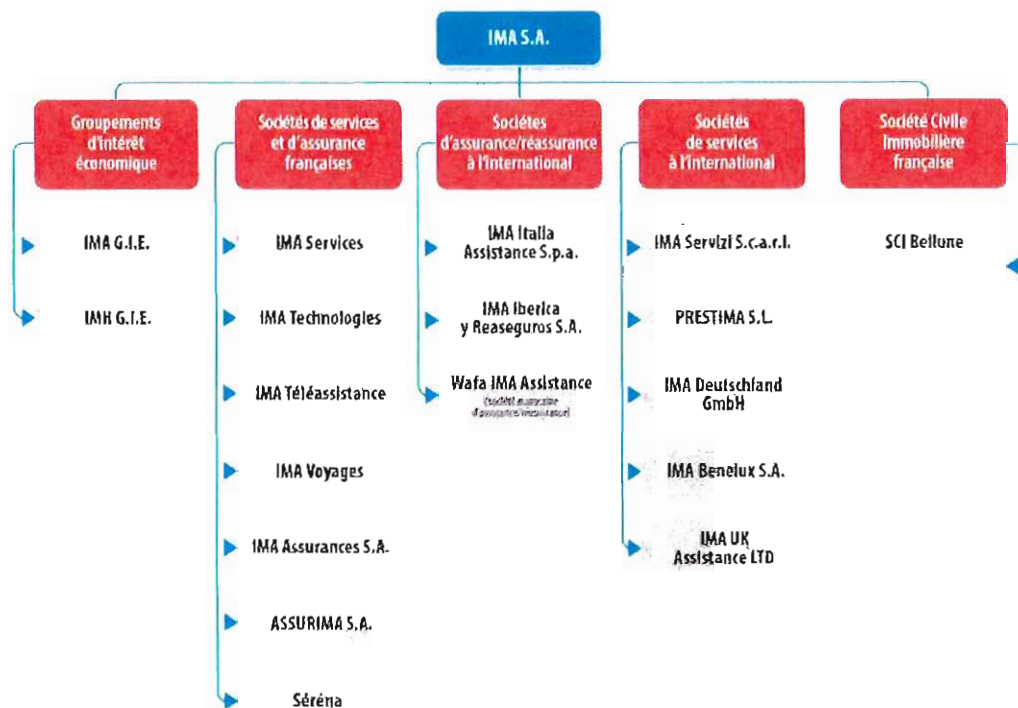 IMA S.A.
Groupements
d'intérêt
économique
Sociétés de services
et d'assurance
françaises
Sociétés
d'assurance/réassurance
à l'international
Sociétés
de services
à l'international
Société Civile
Immobilière
française
IMA G.I.E.
IMH G.I.E.
IMA Services
IMA Technologies
IMA Téléassistance
IMA Voyages
IMA Assurances S.A.
ASSURIMA S.A.
Séréna
IMA Italia
Assistance S.p.a.
IMA Iberica
y Reaseguros S.A.
Wafa IMA Assistance
IMA Servizi S.c.a.r.l.
PRESTIMA S.L.
IMA Deutschland
GmbH
IMA Benelux S.A.
IMA UK
Assistance LTD
SCI Bellune